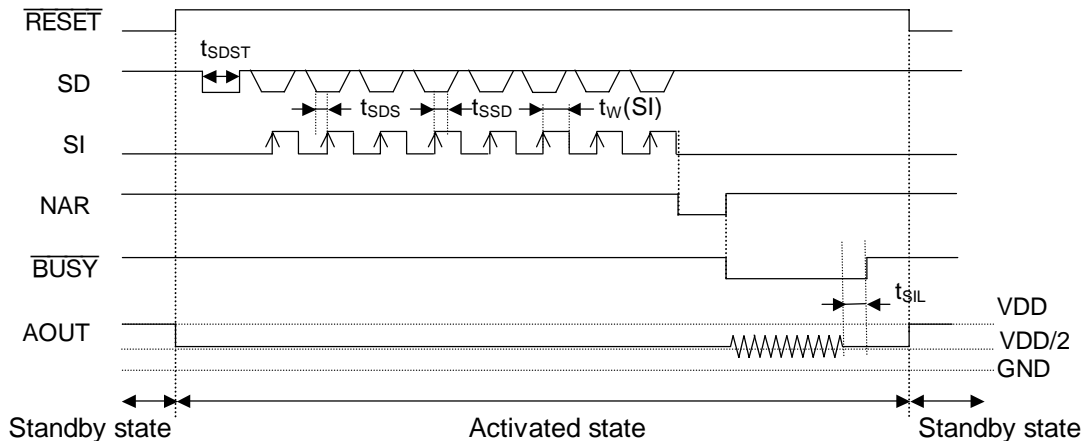 RESET
tSDST
SD
tSDS tSSD tW(SI)
SI
NAR
BUSY
tSIL
VDD
AOUT
VDD/2
GND
Standby state Activated state Standby state